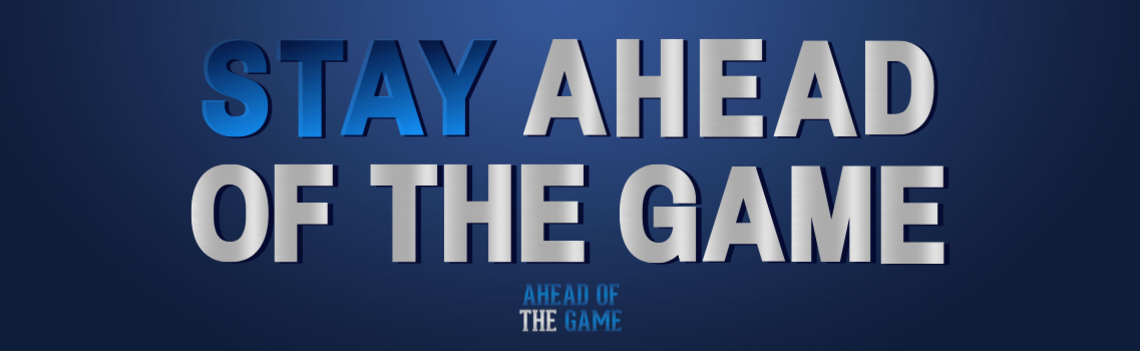 STAY AHEAD
OF THE GAME
AHEAD OF
THE GAME